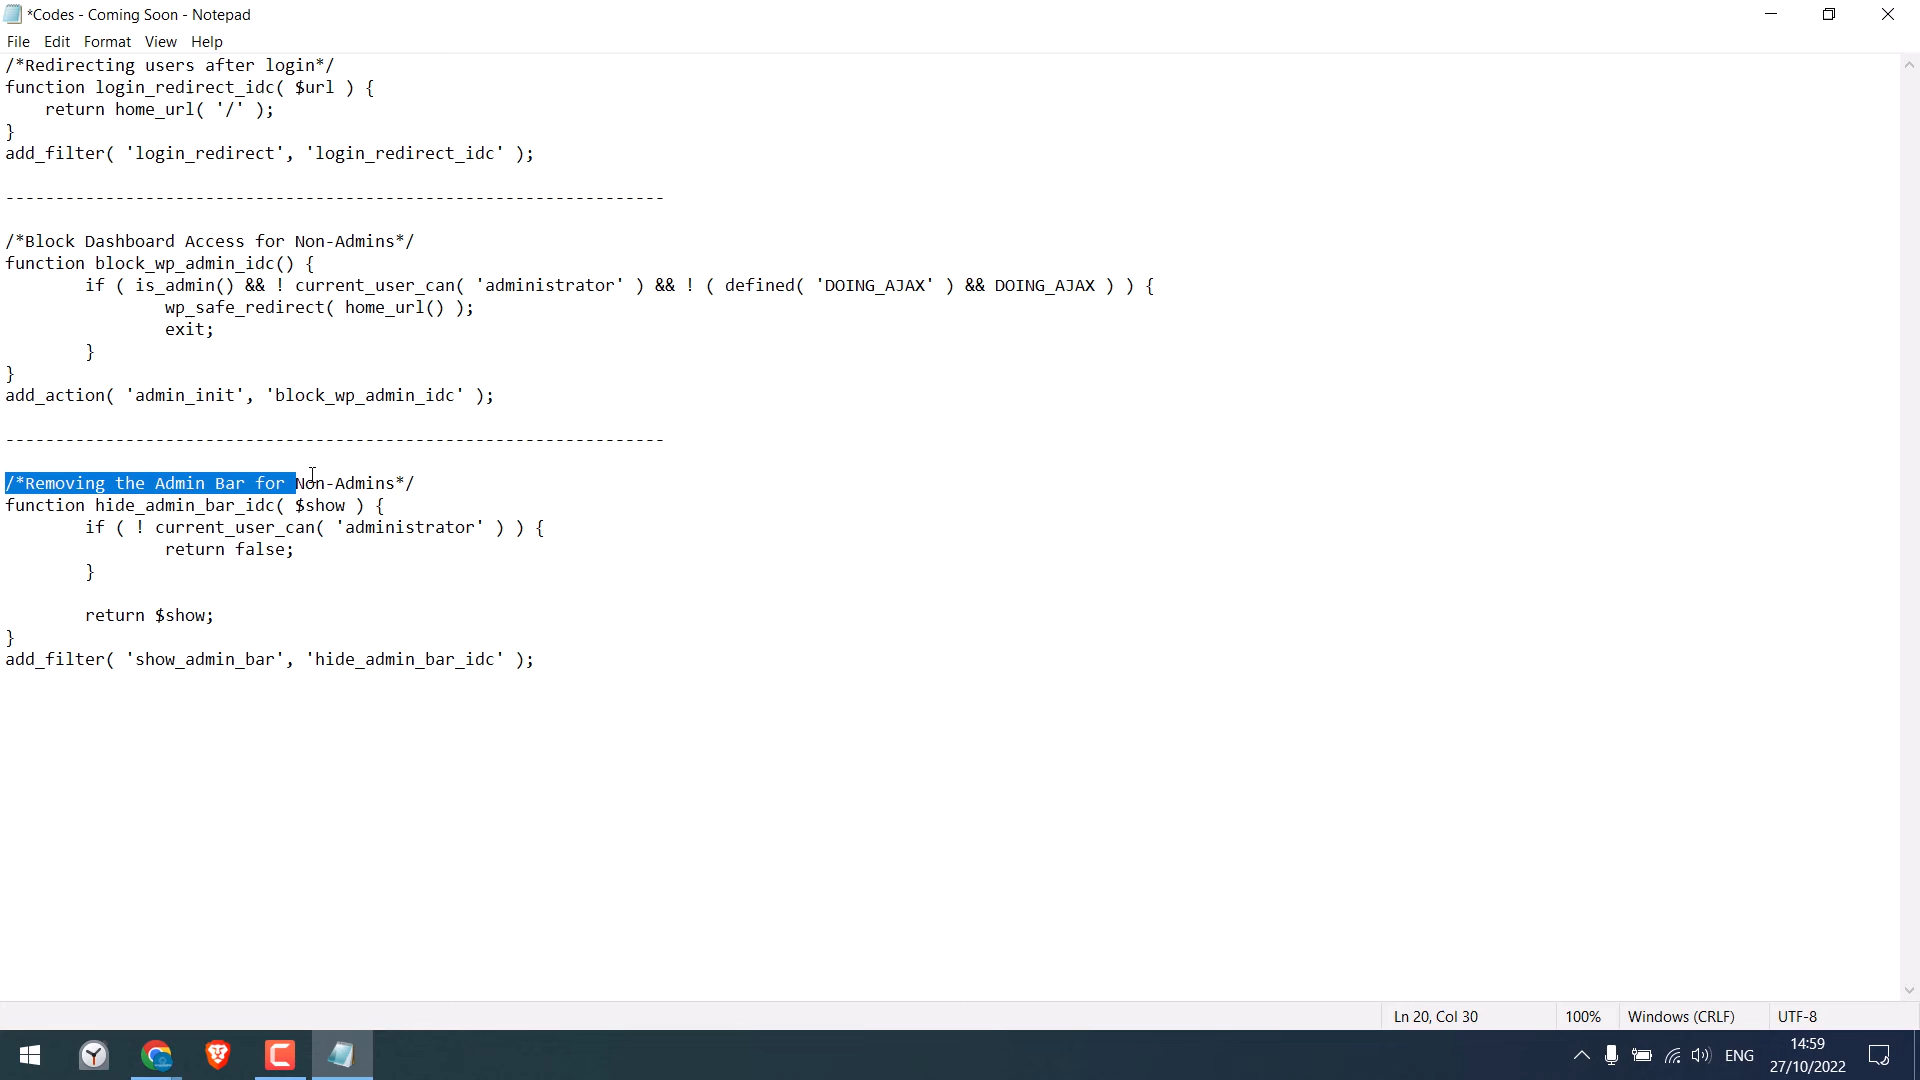 *Codes - Coming Soon - Notepad
File Edit Format View Help
/*Redirecting users after login*/
function login_redirect_idc( $url ) {
    return home_url( '/' );
}
add_filter( 'login_redirect', 'login_redirect_idc' );
------------------------------------------------------------------
/*Block Dashboard Access for Non-Admins*/
function block_wp_admin_idc() {
        if ( is_admin() && ! current_user_can( 'administrator' ) && ! ( defined( 'DOING_AJAX' ) && DOING_AJAX ) ) {
                wp_safe_redirect( home_url() );
                exit;
        }
}
add_action( 'admin_init', 'block_wp_admin_idc' );
------------------------------------------------------------------
/*Removing the Admin Bar for Non-Admins*/
function hide_admin_bar_idc( $show ) {
        if ( ! current_user_can( 'administrator' ) ) {
                return false;
        }
        return $show;
}
add_filter( 'show_admin_bar', 'hide_admin_bar_idc' );
Ln 20, Col 30 100% Windows (CRLF) UTF-8
ENG
14:59
27/10/2022